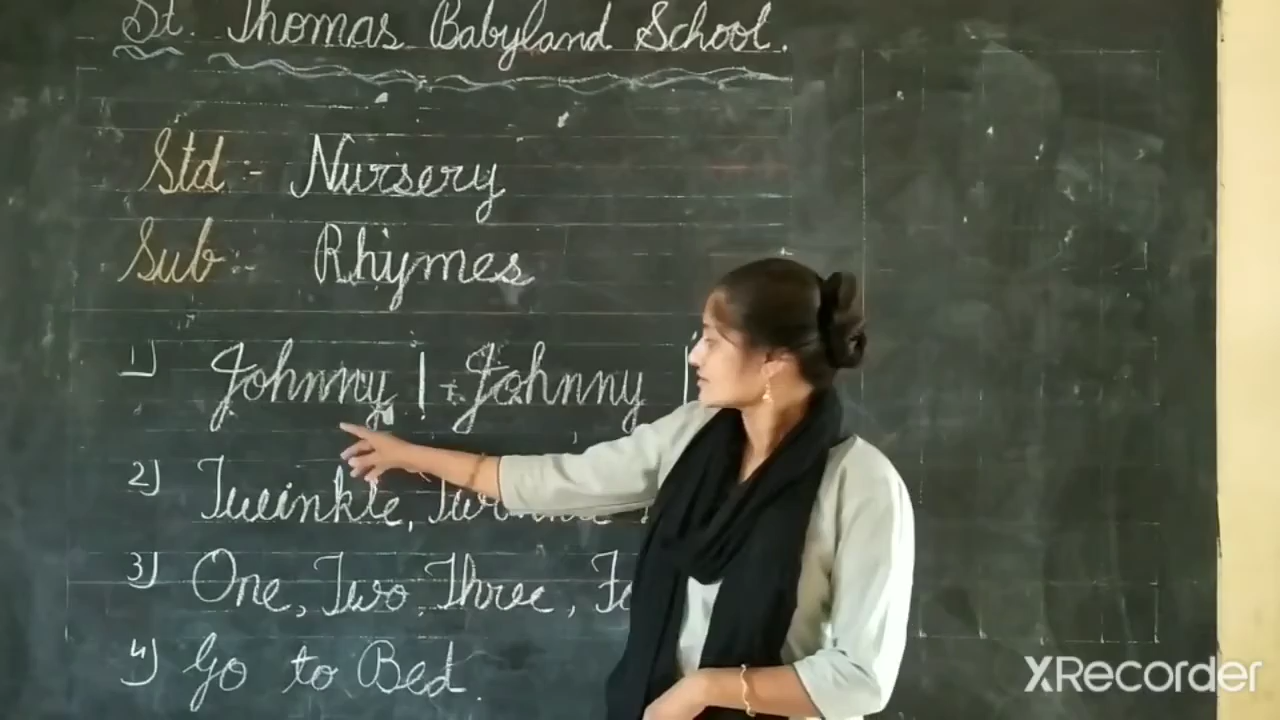 St. Thomas Babyland School.
Std :- Nursery
Sub :- Rhymes
1) Johnny ! - Johnny !
2) Twinkle, Twinkle
3) One, Two, Three,
4) Go to Bed.
XRecorder